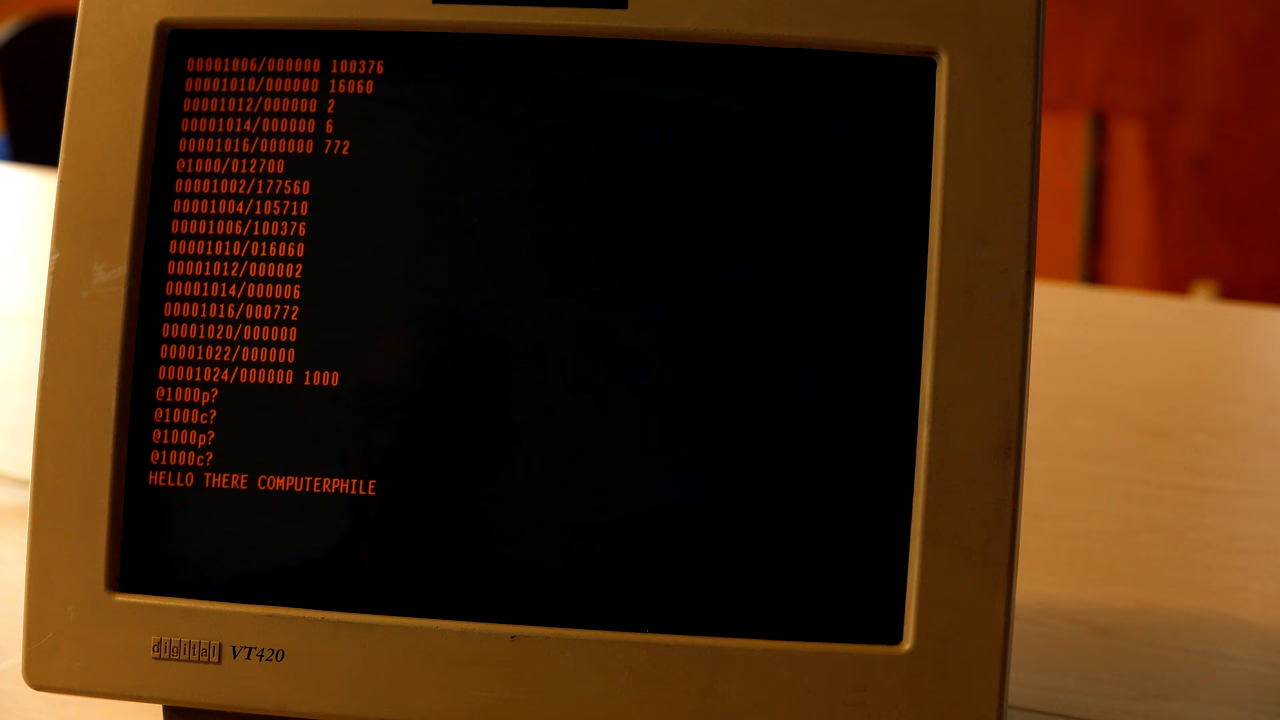 00001006/000000 100376
00001010/000000 16060
00001012/000000 2
00001014/000000 6
00001016/000000 772
@1000/012700
00001002/177560
00001004/105710
00001006/100376
00001010/016060
00001012/000002
00001014/000006
00001016/000772
00001020/000000
00001022/000000
00001024/000000 1000
@1000p?
@1000c?
@1000p?
@1000c?
HELLO THERE COMPUTERPHILE
digital VT420